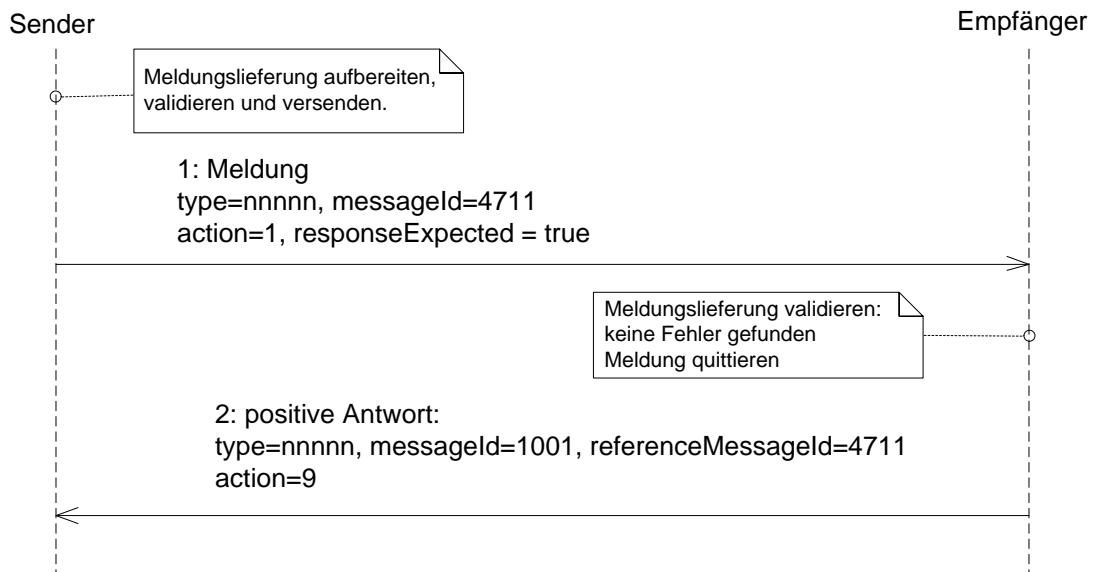 Sender
Empfänger
Meldungslieferung aufbereiten,
validieren und versenden.
1: Meldung
type=nnnnn, messageId=4711
action=1, responseExpected = true
Meldungslieferung validieren:
keine Fehler gefunden
Meldung quittieren
2: positive Antwort:
type=nnnnn, messageId=1001, referenceMessageId=4711
action=9